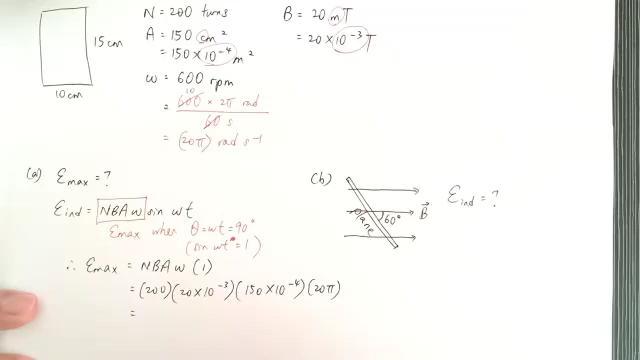 15 cm
10 cm
N = 200 turns
A = 150 cm²
= 150 × 10⁻⁴ m²
ω = 600 rpm
10
= 600 × 2π rad
60 s
= (20π) rad s⁻¹
B = 20 mT
= 20 × 10⁻³ T
(a) Ɛmax = ?
Ɛind = NBAω sin ωt
Ɛmax when θ = ωt = 90°
(sin ωt = 1)
∴ Ɛmax = NBAω (1)
= (200)(20×10⁻³)(150×10⁻⁴)(20π)
=
(b)
plane
60°
B⃗
Ɛind = ?